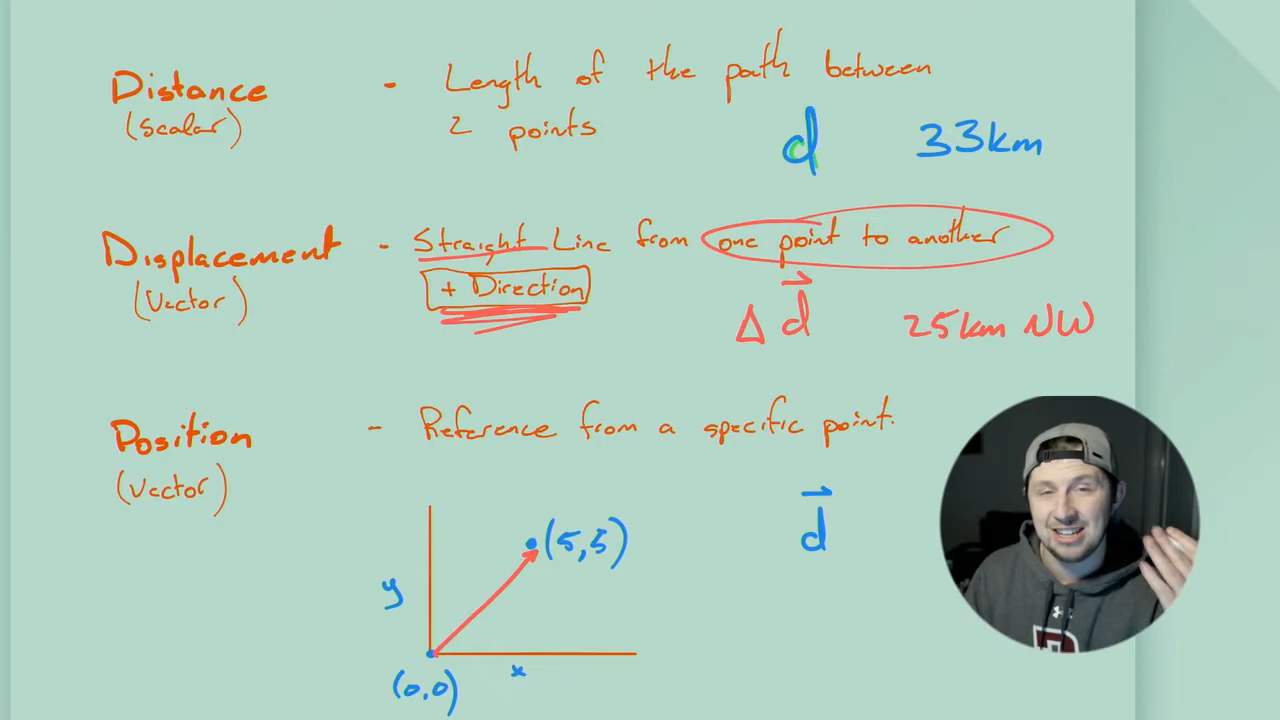 Distance - Length of the path between
(Scalar) 2 points
d 33km
Displacement - Straight Line from one point to another
(Vector) + Direction
Δ d⃗ 25km NW
Position - Reference from a specific point.
(Vector)
d⃗
(5,5)
y
x
(0,0)